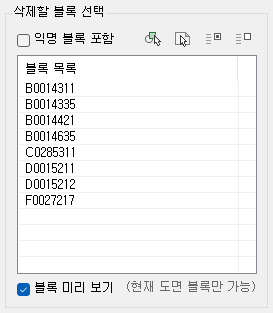 삭제할 블록 선택
익명 블록 포함
블록 목록
B0014311
B0014335
B0014421
B0014635
C0285311
D0015211
D0015212
F0027217
블록 미리 보기 (현재 도면 블록만 가능)